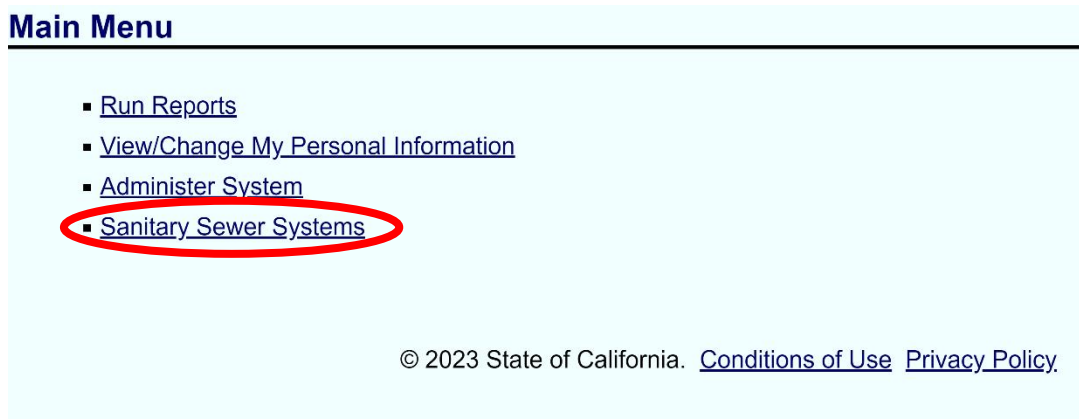 Main Menu
Run Reports
View/Change My Personal Information
Administer System
Sanitary Sewer Systems
© 2023 State of California. Conditions of Use Privacy Policy